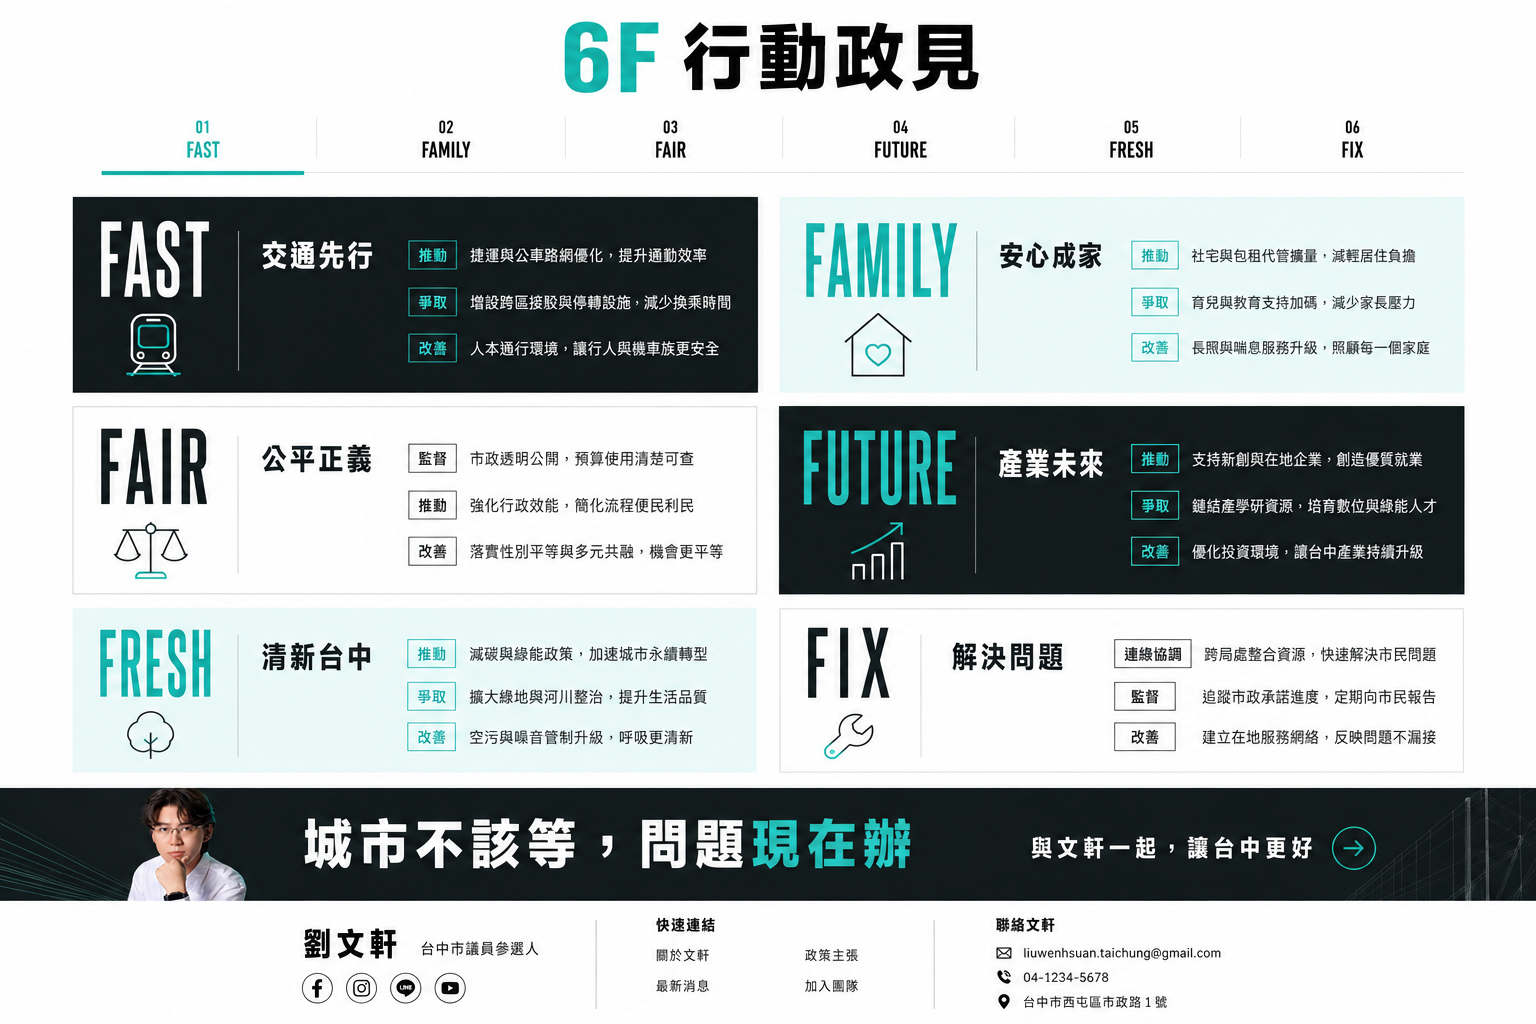 6F 行動政見
01
FAST
02
FAMILY
03
FAIR
04
FUTURE
05
FRESH
06
FIX
FAST
交通先行
推動 捷運與公車路網優化，提升通勤效率
爭取 增設跨區接駁與停轉設施，減少換乘時間
改善 人本通行環境，讓行人與機車族更安全
FAMILY
安心成家
推動 社宅與包租代管擴量，減輕居住負擔
爭取 育兒與教育支持加碼，減少家長壓力
改善 長照與喘息服務升級，照顧每一個家庭
FAIR
公平正義
監督 市政透明公開，預算使用清楚可查
推動 強化行政效能，簡化流程便民利民
改善 落實性別平等與多元共融，機會更平等
FUTURE
產業未來
推動 支持新創與在地企業，創造優質就業
爭取 鏈結產學研資源，培育數位與綠能人才
改善 優化投資環境，讓台中產業持續升級
FRESH
清新台中
推動 減碳與綠能政策，加速城市永續轉型
爭取 擴大綠地與河川整治，提升生活品質
改善 空污與噪音管制升級，呼吸更清新
FIX
解決問題
連線協調 跨局處整合資源，快速解決市民問題
監督 追蹤市政承諾進度，定期向市民報告
改善 建立在地服務網絡，反映問題不漏接
城市不該等，問題現在辦
與文軒一起，讓台中更好
劉文軒 台中市議員參選人
LINE
快速連結
關於文軒
政策主張
最新消息
加入團隊
聯絡文軒
liuwenhsuan.taichung@gmail.com
04-1234-5678
台中市西屯區市政路 1 號